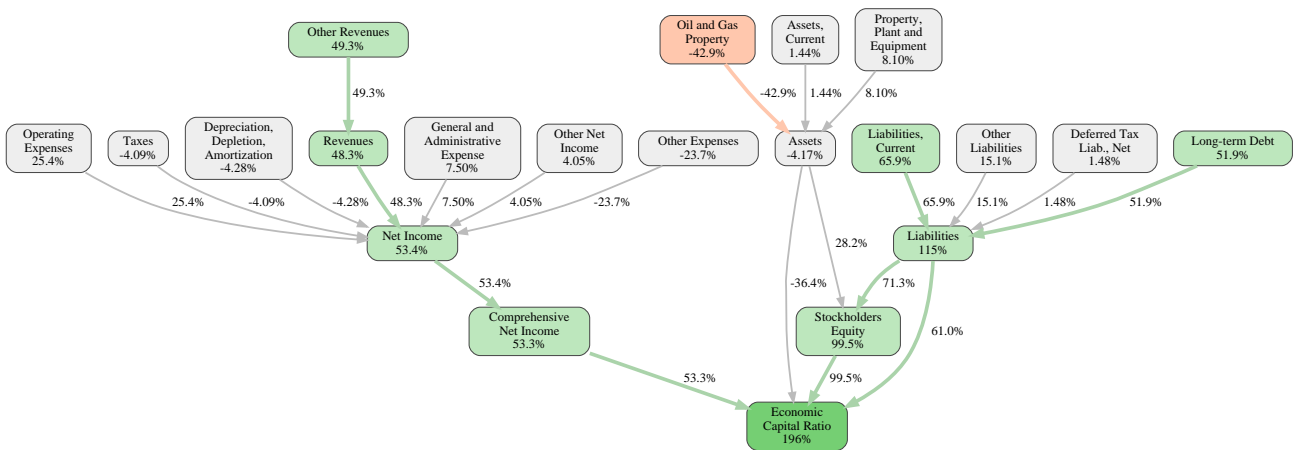 Other Revenues
49.3%
Oil and Gas
Property
-42.9%
Assets,
Current
1.44%
Property,
Plant and
Equipment
8.10%
49.3%
-42.9%
1.44%
8.10%
Operating
Expenses
25.4%
Taxes
-4.09%
Depreciation,
Depletion,
Amortization
-4.28%
Revenues
48.3%
General and
Administrative
Expense
7.50%
Other Net
Income
4.05%
Other Expenses
-23.7%
Assets
-4.17%
Liabilities,
Current
65.9%
Other
Liabilities
15.1%
Deferred Tax
Liab., Net
1.48%
Long-term Debt
51.9%
25.4%
-4.09%
-4.28%
48.3%
7.50%
4.05%
-23.7%
65.9%
15.1%
1.48%
51.9%
Net Income
53.4%
28.2%
Liabilities
115%
53.4%
-36.4%
71.3%
Comprehensive
Net Income
53.3%
Stockholders
Equity
99.5%
61.0%
53.3%
99.5%
Economic
Capital Ratio
196%